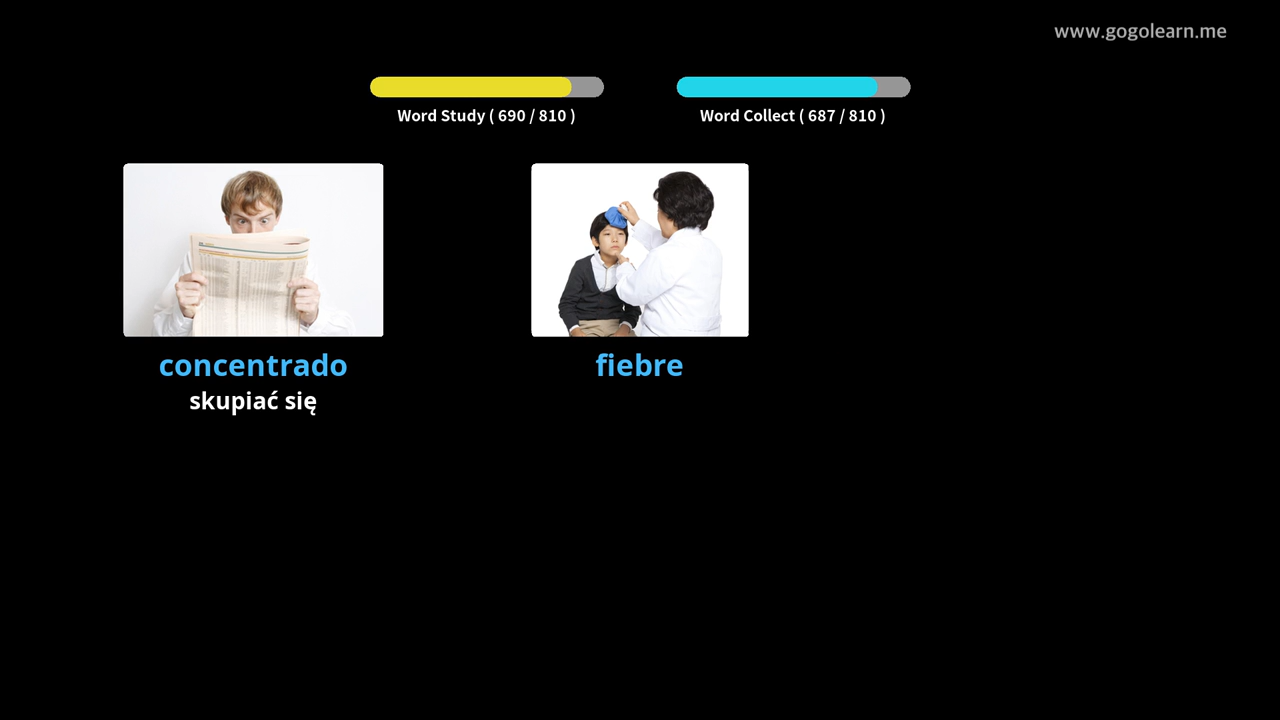 www.gogolearn.me
Word Study ( 690 / 810 )
Word Collect ( 687 / 810 )
concentrado
skupiać się
fiebre